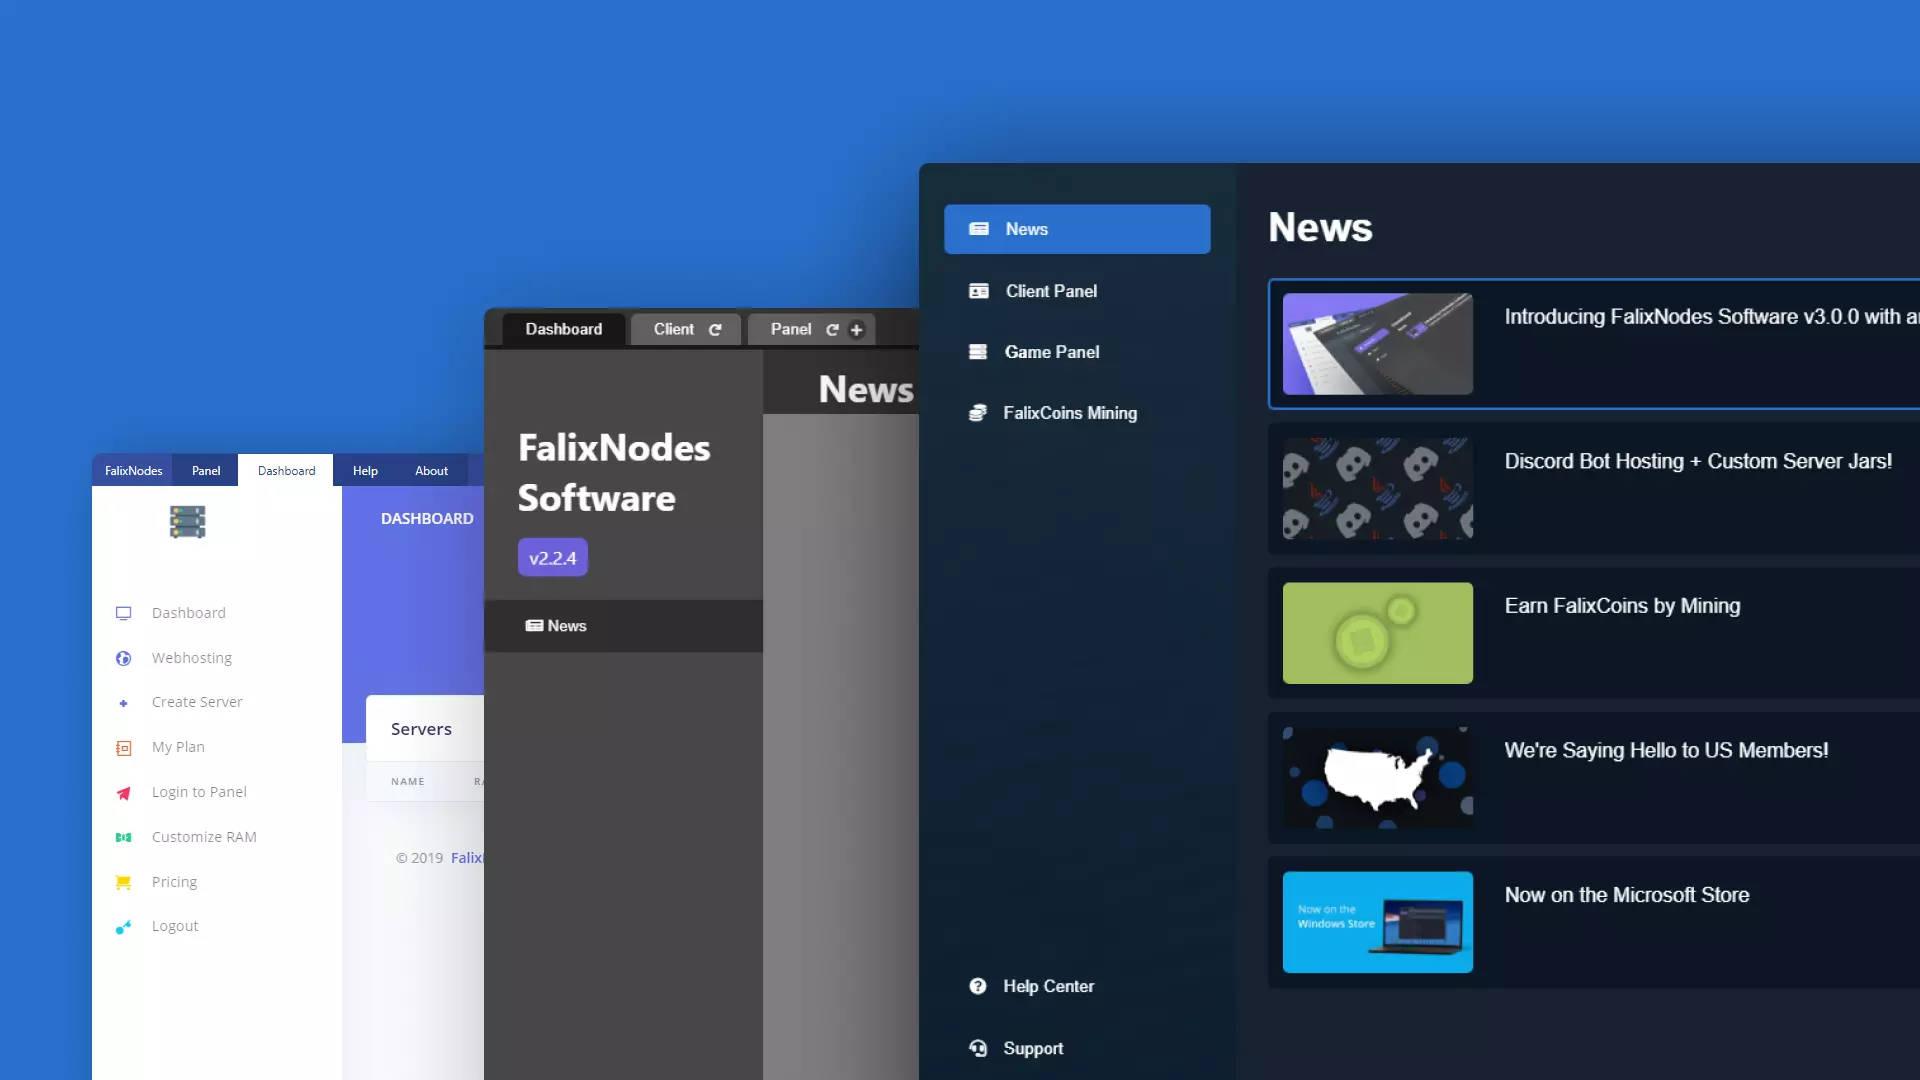 FalixNodes
Panel
Dashboard
Help
About
Dashboard
Webhosting
Create Server
My Plan
Login to Panel
Customize RAM
Pricing
Logout
DASHBOARD
Servers
NAME
© 2019
Dashboard
Client
Panel
FalixNodes
Software
v2.2.4
News
News
News
Client Panel
Game Panel
FalixCoins Mining
Help Center
Support
News
Introducing FalixNodes Software v3.0.0 with
Discord Bot Hosting + Custom Server Jars!
Earn FalixCoins by Mining
We're Saying Hello to US Members!
Now on the
Windows Store
Now on the Microsoft Store